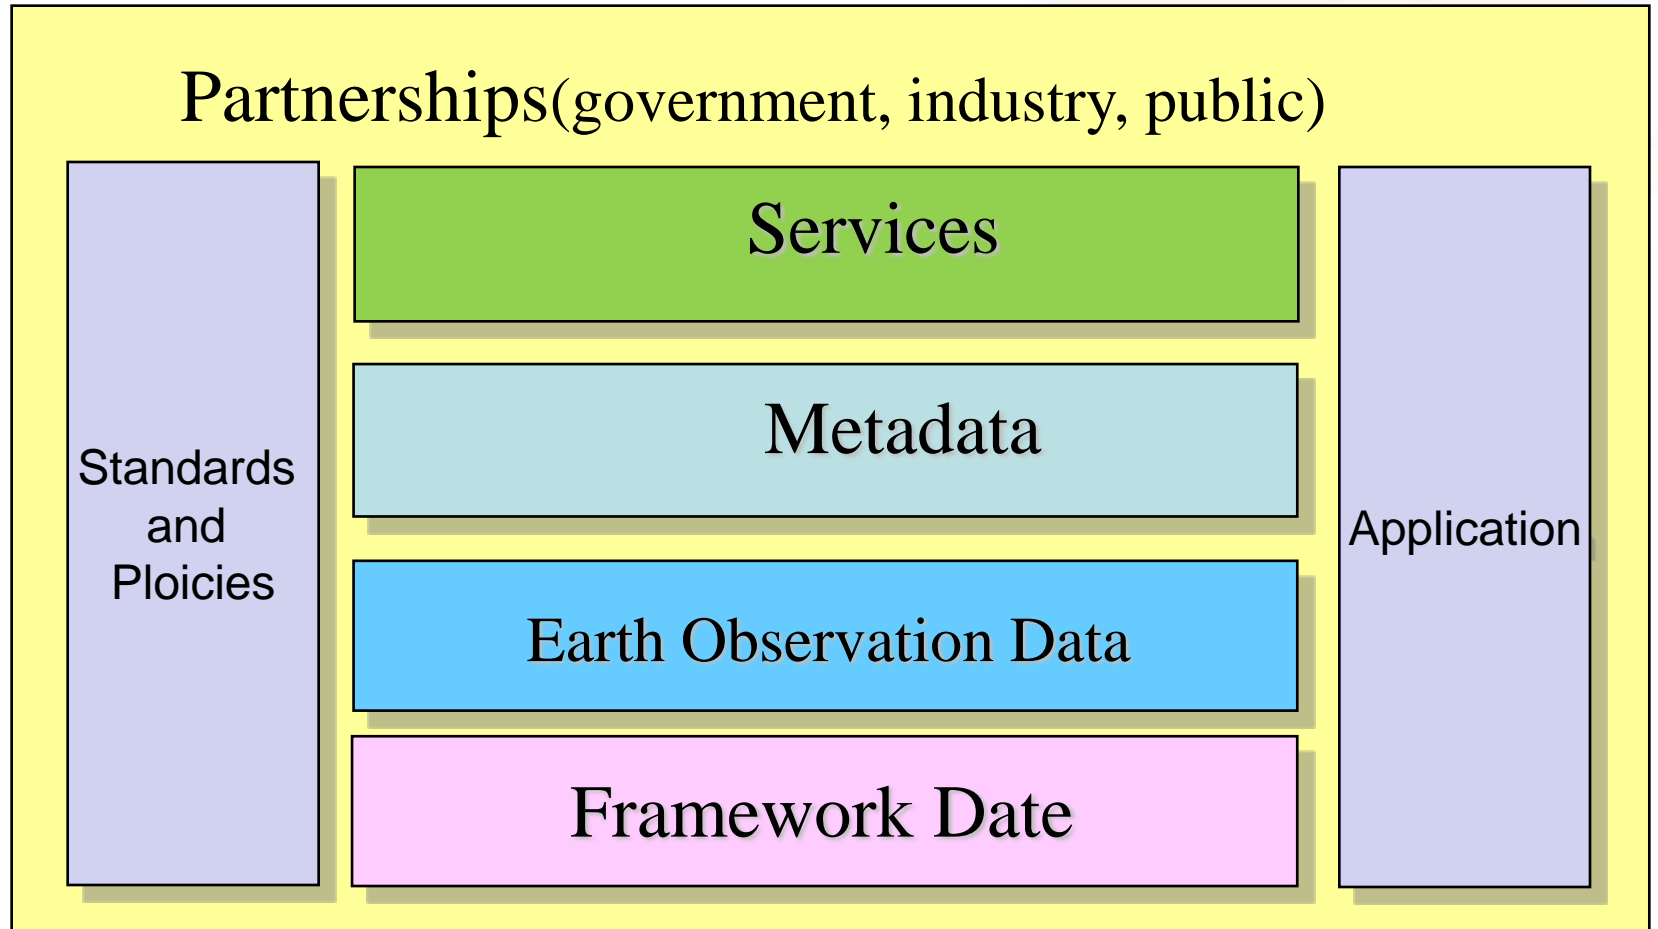 Partnerships(government, industry, public)
Services
Metadata
Standards
and
Ploicies
Application
Earth Observation Data
Framework Date